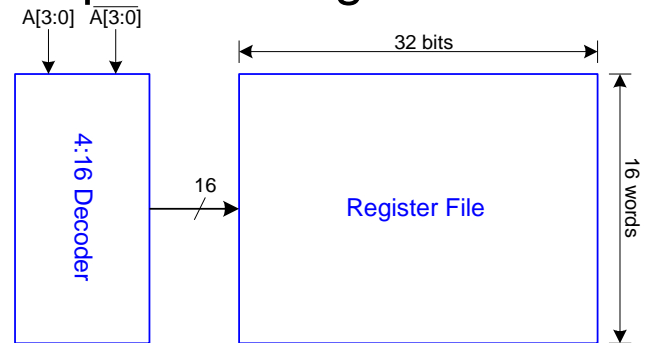 A[3:0] A[3:0]
32 bits
4:16 Decoder
16
Register File
16 words